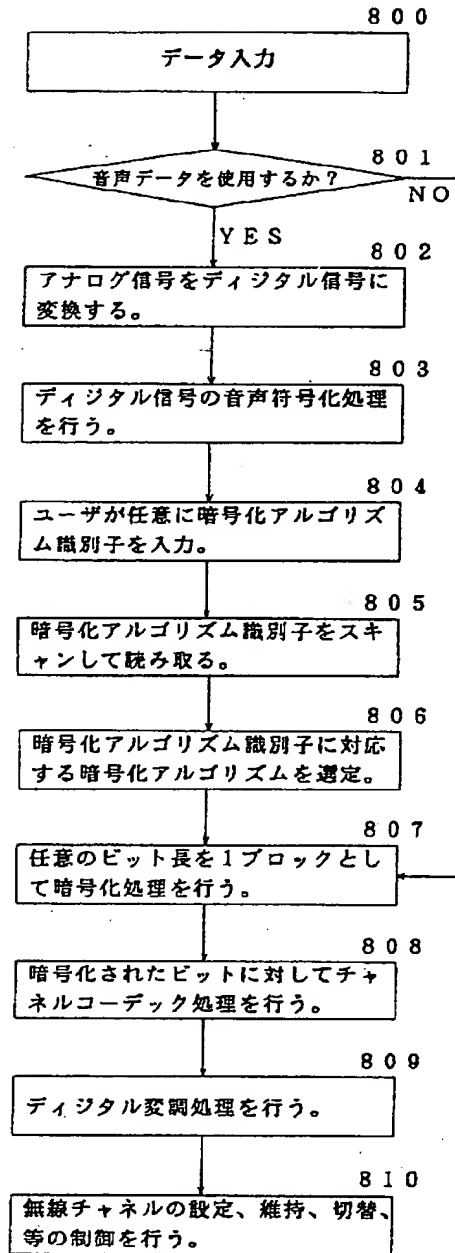 800
データ入力
801
音声データを使用するか?
NO
YES
802
アナログ信号をディジタル信号に
変換する。
803
ディジタル信号の音声符号化処理
を行う。
804
ユーザが任意に暗号化アルゴリズ
ム識別子を入力。
805
暗号化アルゴリズム識別子をスキ
ャンして読み取る。
806
暗号化アルゴリズム識別子に対応
する暗号化アルゴリズムを選定。
807
任意のビット長を1ブロックとし
て暗号化処理を行う。
808
暗号化されたビットに対してチャ
ネルコーデック処理を行う。
809
ディジタル変調処理を行う。
810
無線チャネルの設定、維持、切替、
等の制御を行う。